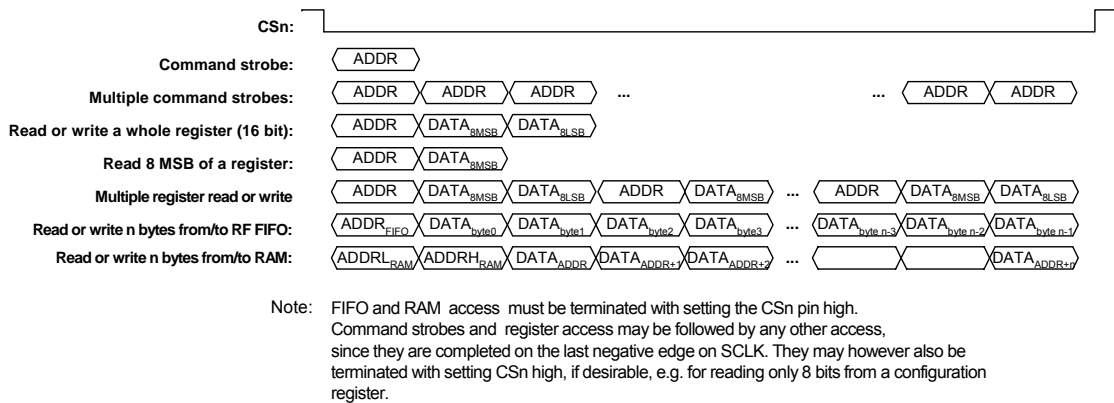 CSn:
Command strobe: ADDR
Multiple command strobes: ADDR ADDR ADDR ... ... ADDR ADDR
Read or write a whole register (16 bit): ADDR DATA8MSB DATA8LSB
Read 8 MSB of a register: ADDR DATA8MSB
Multiple register read or write ADDR DATA8MSB DATA8LSB ADDR DATA8MSB ... ADDR DATA8MSB DATA8LSB
Read or write n bytes from/to RF FIFO: ADDRFIFO DATAbyte0 DATAbyte1 DATAbyte2 DATAbyte3 ... DATAbyte n-3 DATAbyte n-2 DATAbyte n-1
Read or write n bytes from/to RAM: ADDRLRAM ADDRHRAM DATAADDR DATAADDR+1 DATAADDR+2 ... DATAADDR+n
Note: FIFO and RAM access must be terminated with setting the CSn pin high.
Command strobes and register access may be followed by any other access,
since they are completed on the last negative edge on SCLK. They may however also be
terminated with setting CSn high, if desirable, e.g. for reading only 8 bits from a configuration
register.